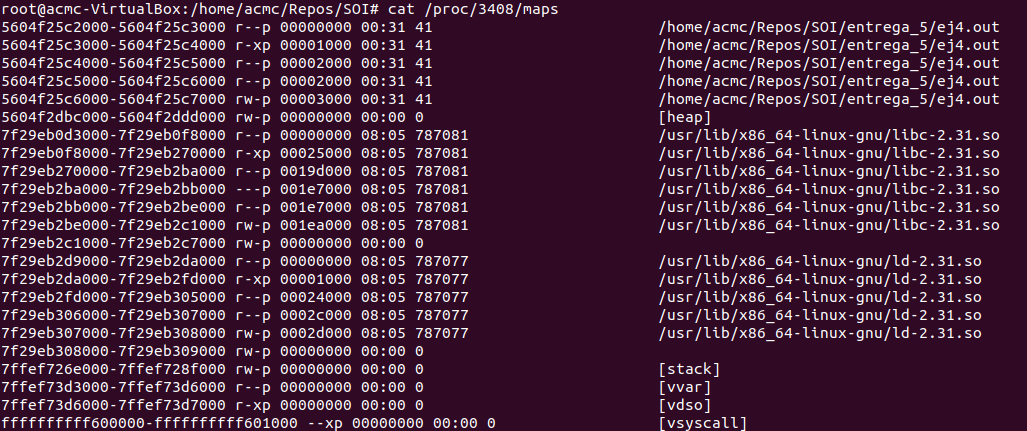 root@acmc-VirtualBox:/home/acmc/Repos/SOI# cat /proc/3408/maps
5604f25c2000-5604f25c3000 r--p 00000000 00:31 41 /home/acmc/Repos/SOI/entrega_5/ej4.out
5604f25c3000-5604f25c4000 r-xp 00001000 00:31 41 /home/acmc/Repos/SOI/entrega_5/ej4.out
5604f25c4000-5604f25c5000 r--p 00002000 00:31 41 /home/acmc/Repos/SOI/entrega_5/ej4.out
5604f25c5000-5604f25c6000 r--p 00002000 00:31 41 /home/acmc/Repos/SOI/entrega_5/ej4.out
5604f25c6000-5604f25c7000 rw-p 00003000 00:31 41 /home/acmc/Repos/SOI/entrega_5/ej4.out
5604f2dbc000-5604f2ddd000 rw-p 00000000 00:00 0 [heap]
7f29eb0d3000-7f29eb0f8000 r--p 00000000 08:05 787081 /usr/lib/x86_64-linux-gnu/libc-2.31.so
7f29eb0f8000-7f29eb270000 r-xp 00025000 08:05 787081 /usr/lib/x86_64-linux-gnu/libc-2.31.so
7f29eb270000-7f29eb2ba000 r--p 0019d000 08:05 787081 /usr/lib/x86_64-linux-gnu/libc-2.31.so
7f29eb2ba000-7f29eb2bb000 ---p 001e7000 08:05 787081 /usr/lib/x86_64-linux-gnu/libc-2.31.so
7f29eb2bb000-7f29eb2be000 r--p 001e7000 08:05 787081 /usr/lib/x86_64-linux-gnu/libc-2.31.so
7f29eb2be000-7f29eb2c1000 rw-p 001ea000 08:05 787081 /usr/lib/x86_64-linux-gnu/libc-2.31.so
7f29eb2c1000-7f29eb2c7000 rw-p 00000000 00:00 0
7f29eb2d9000-7f29eb2da000 r--p 00000000 08:05 787077 /usr/lib/x86_64-linux-gnu/ld-2.31.so
7f29eb2da000-7f29eb2fd000 r-xp 00001000 08:05 787077 /usr/lib/x86_64-linux-gnu/ld-2.31.so
7f29eb2fd000-7f29eb305000 r--p 00024000 08:05 787077 /usr/lib/x86_64-linux-gnu/ld-2.31.so
7f29eb306000-7f29eb307000 r--p 0002c000 08:05 787077 /usr/lib/x86_64-linux-gnu/ld-2.31.so
7f29eb307000-7f29eb308000 rw-p 0002d000 08:05 787077 /usr/lib/x86_64-linux-gnu/ld-2.31.so
7f29eb308000-7f29eb309000 rw-p 00000000 00:00 0
7ffef726e000-7ffef728f000 rw-p 00000000 00:00 0 [stack]
7ffef73d3000-7ffef73d6000 r--p 00000000 00:00 0 [vvar]
7ffef73d6000-7ffef73d7000 r-xp 00000000 00:00 0 [vdso]
ffffffffff600000-ffffffffff601000 --xp 00000000 00:00 0 [vsyscall]